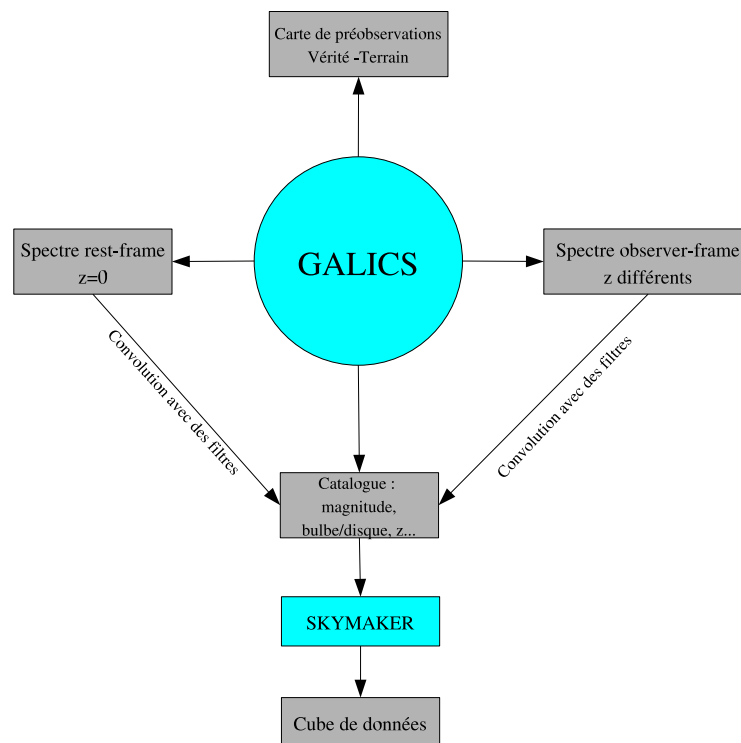 Carte de préobservations
Vérité -Terrain
Spectre rest-frame
z=0
GALICS
Spectre observer-frame
z différents
Convolution avec des filtres
Convolution avec des filtres
Catalogue :
magnitude,
bulbe/disque, z...
SKYMAKER
Cube de données